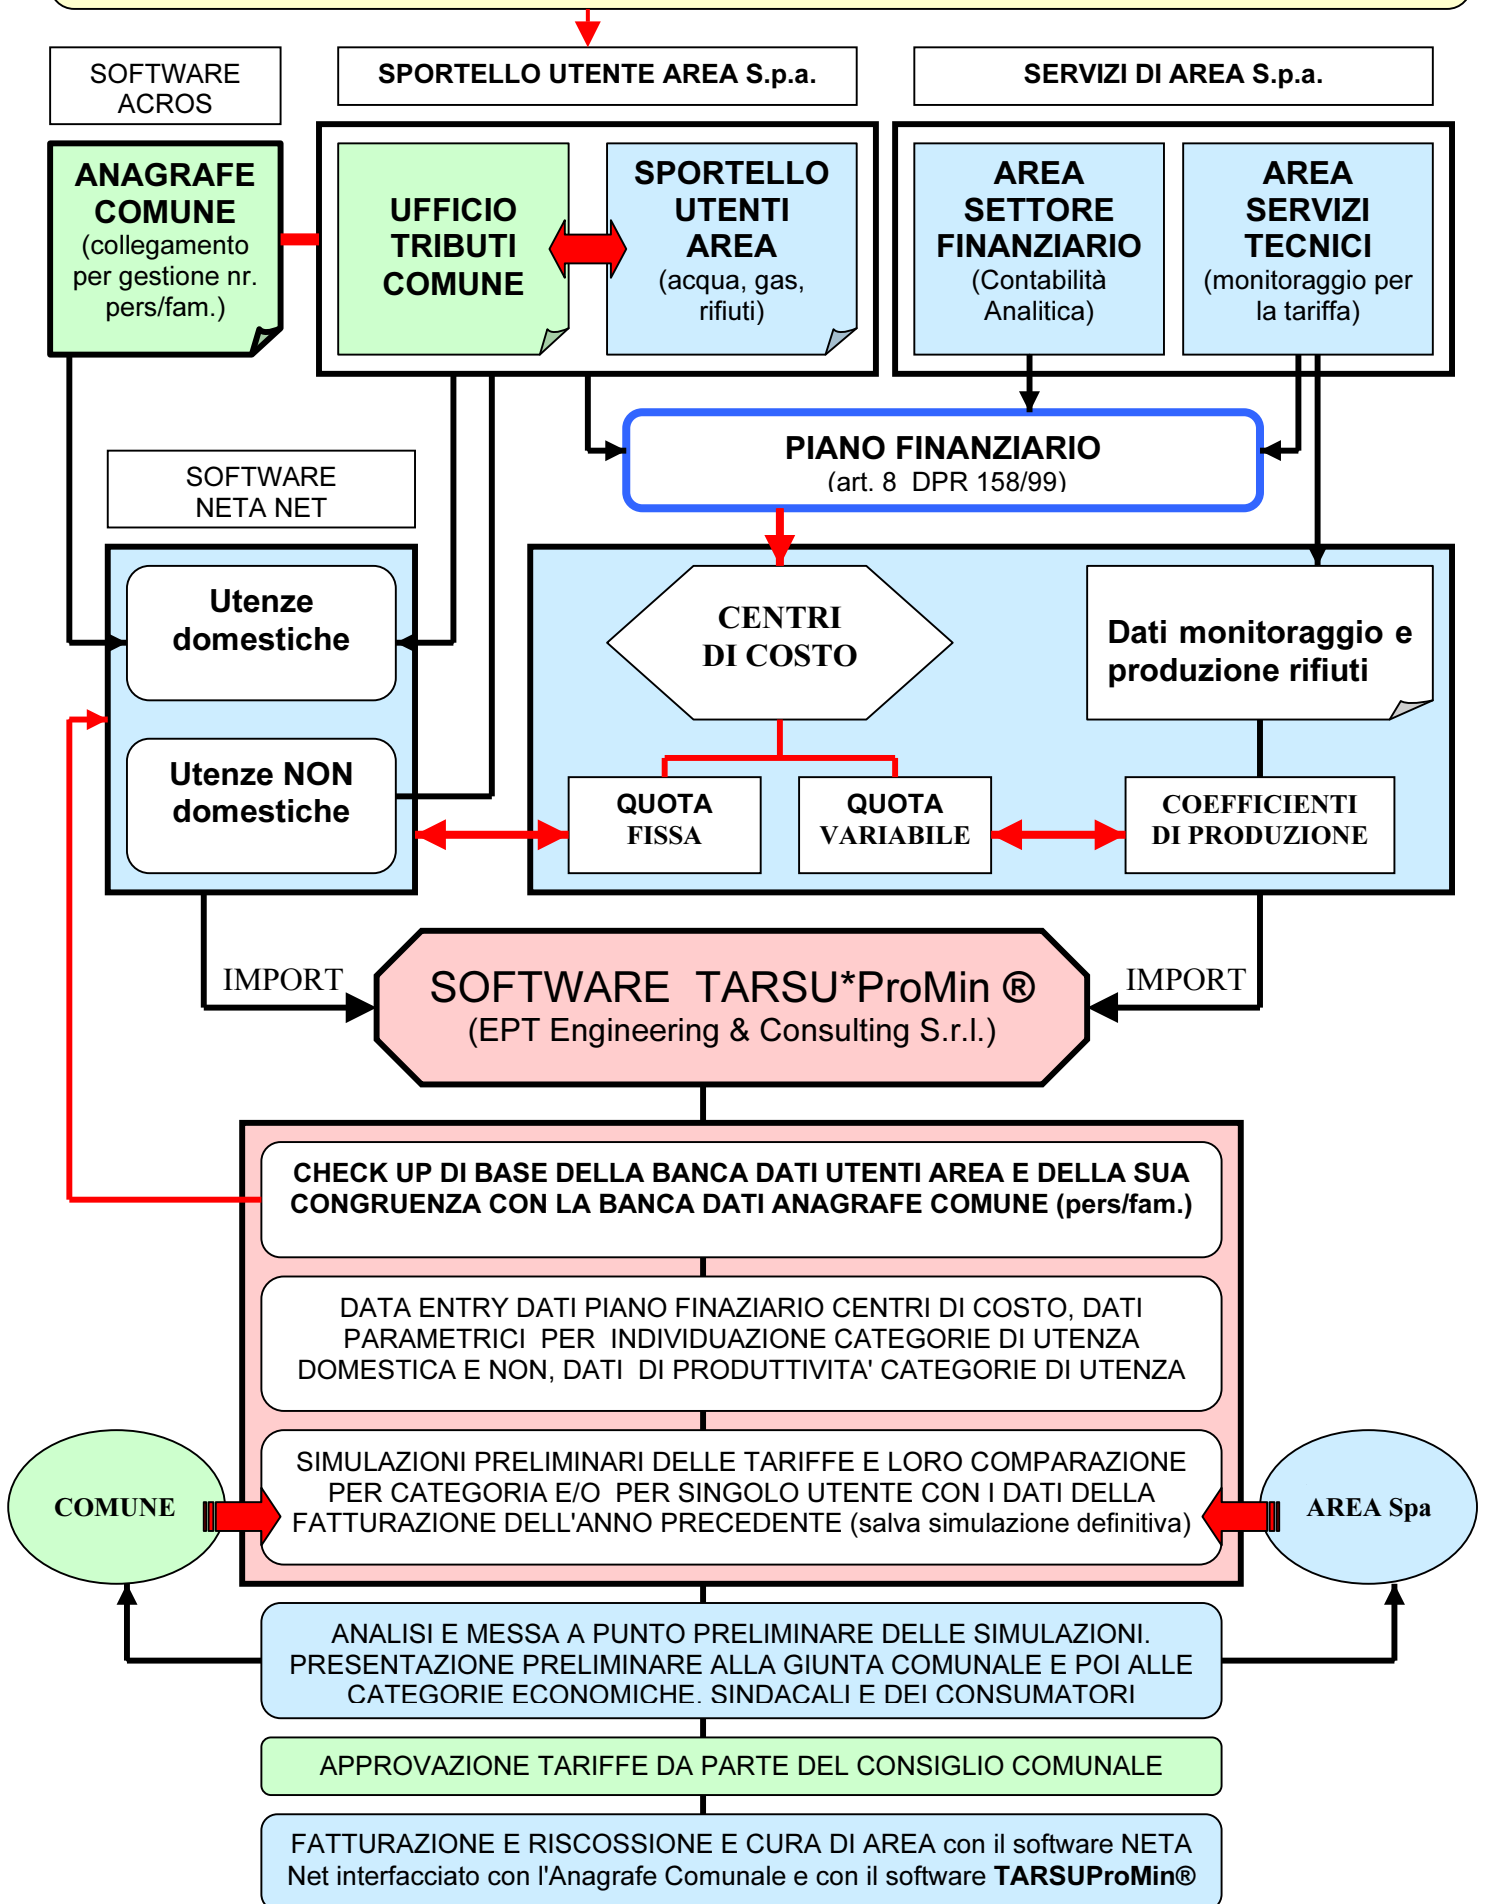 SOFTWARE
ACROS
SPORTELLO UTENTE AREA S.p.a.
SERVIZI DI AREA S.p.a.
ANAGRAFE
COMUNE
(collegamento
per gestione nr.
pers/fam.)
UFFICIO
TRIBUTI
COMUNE
SPORTELLO
UTENTI
AREA
(acqua, gas,
rifiuti)
AREA
SETTORE
FINANZIARIO
(Contabilità
Analitica)
AREA
SERVIZI
TECNICI
(monitoraggio per
la tariffa)
PIANO FINANZIARIO
(art. 8  DPR 158/99)
SOFTWARE
NETA NET
Utenze
domestiche
Utenze NON
domestiche
CENTRI
DI COSTO
Dati monitoraggio e
produzione rifiuti
QUOTA
FISSA
QUOTA
VARIABILE
COEFFICIENTI
DI PRODUZIONE
IMPORT
SOFTWARE  TARSU*ProMin ®
(EPT Engineering & Consulting S.r.l.)
IMPORT
CHECK UP DI BASE DELLA BANCA DATI UTENTI AREA E DELLA SUA
CONGRUENZA CON LA BANCA DATI ANAGRAFE COMUNE (pers/fam.)
DATA ENTRY DATI PIANO FINAZIARIO CENTRI DI COSTO, DATI
PARAMETRICI  PER  INDIVIDUAZIONE CATEGORIE DI UTENZA
DOMESTICA E NON, DATI  DI PRODUTTIVITA' CATEGORIE DI UTENZA
SIMULAZIONI PRELIMINARI DELLE TARIFFE E LORO COMPARAZIONE
PER CATEGORIA E/O  PER SINGOLO UTENTE CON I DATI DELLA
FATTURAZIONE DELL'ANNO PRECEDENTE (salva simulazione definitiva)
COMUNE
AREA Spa
ANALISI E MESSA A PUNTO PRELIMINARE DELLE SIMULAZIONI.
PRESENTAZIONE PRELIMINARE ALLA GIUNTA COMUNALE E POI ALLE
CATEGORIE ECONOMICHE, SINDACALI E DEI CONSUMATORI
APPROVAZIONE TARIFFE DA PARTE DEL CONSIGLIO COMUNALE
FATTURAZIONE E RISCOSSIONE E CURA DI AREA con il software NETA
Net interfacciato con l'Anagrafe Comunale e con il software TARSUProMin®